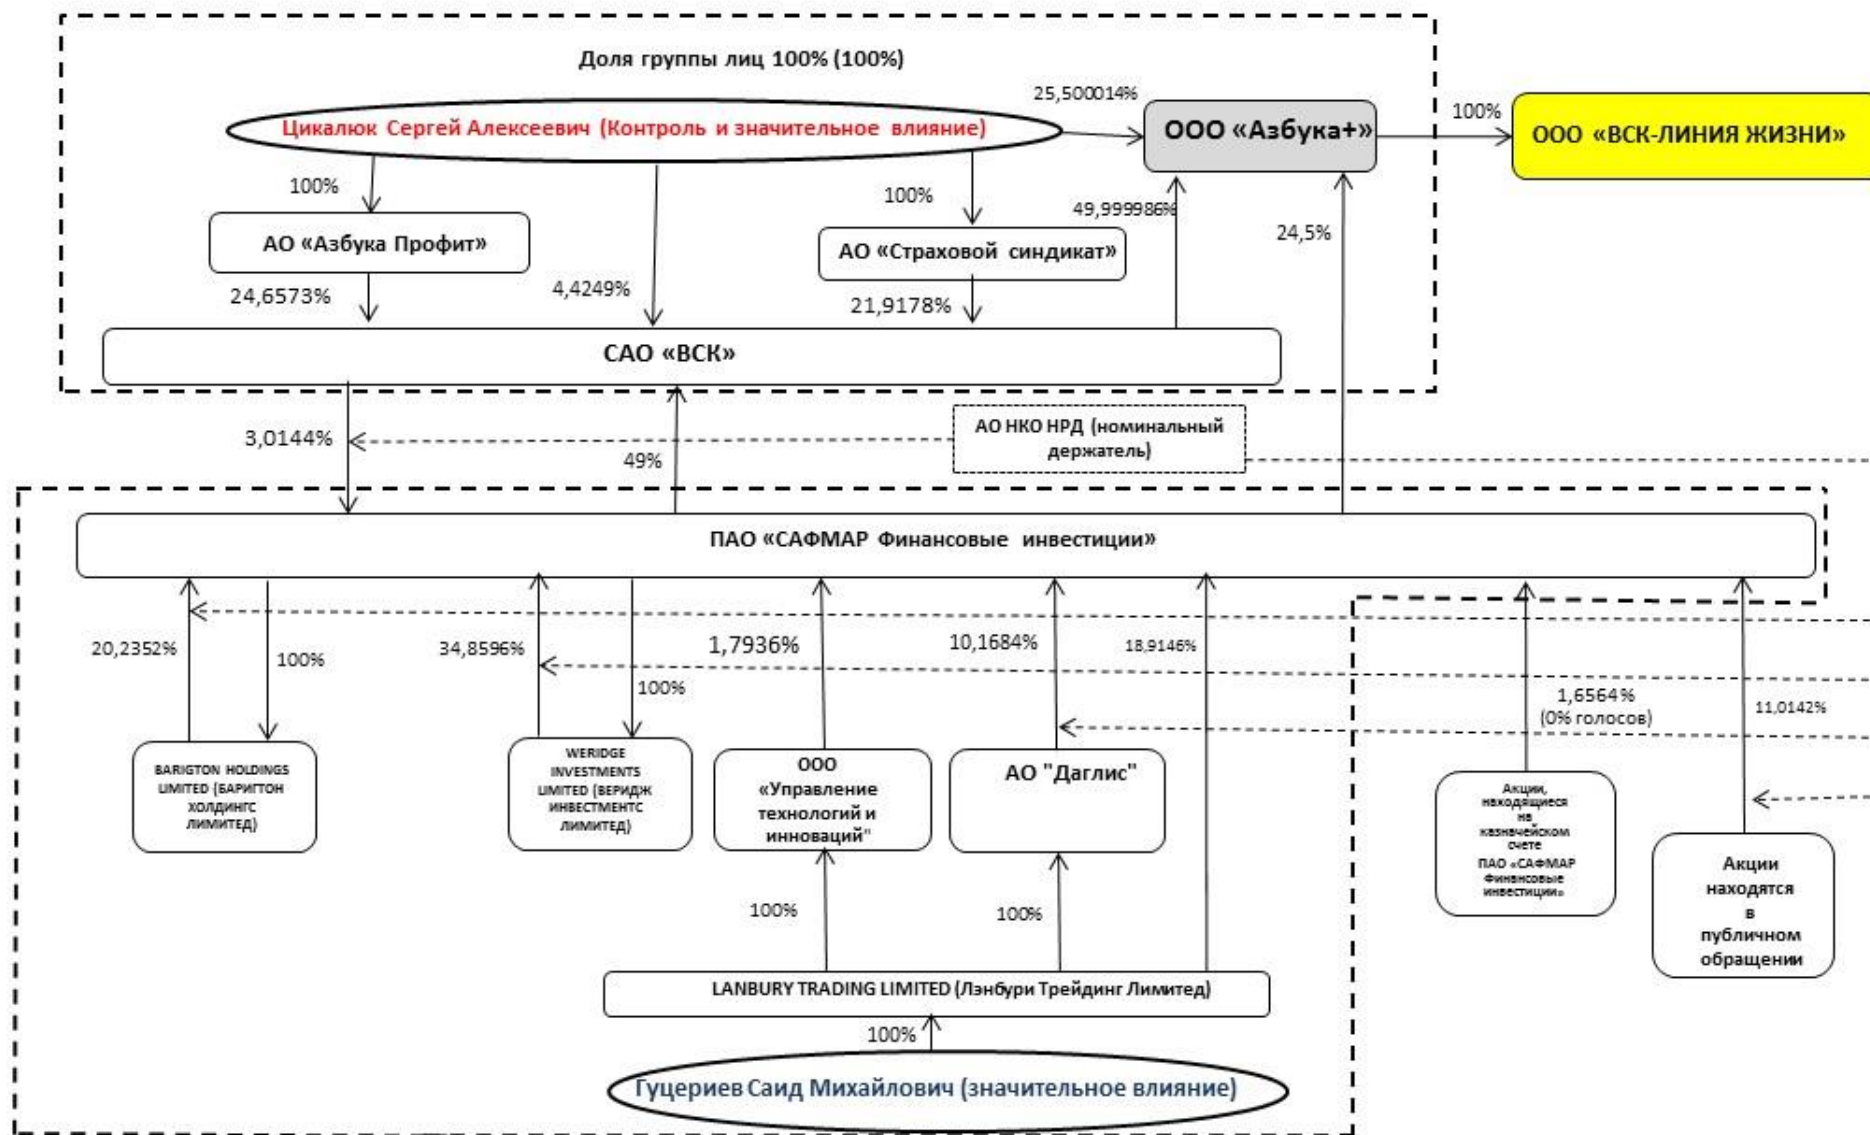 Доля группы лиц 100% (100%)
25,500014%
Цикалюк Сергей Алексеевич (Контроль и значительное влияние)
ООО «Азбука+»
100%
ООО «ВСК-ЛИНИЯ ЖИЗНИ»
100%
100%
49,999986%
24,5%
АО «Азбука Профит»
АО «Страховой синдикат»
24,6573%
4,4249%
21,9178%
САО «ВСК»
3,0144%
49%
АО НКО НРД (номинальный
держатель)
ПАО «САФМАР Финансовые инвестиции»
20,2352%
100%
34,8596%
100%
1,7936%
10,1684%
18,9146%
1,6564%
(0% голосов)
11,0142%
BARIGTON HOLDINGS
LIMITED (БАРИГТОН
ХОЛДИНГС
ЛИМИТЕД)
WERIDGE
INVESTMENTS
LIMITED (ВЕРИДЖ
ИНВЕСТМЕНТС
ЛИМИТЕД)
ООО
«Управление
технологий и
инноваций"
АО "Даглис"
Акции,
находящиеся
на
казначейском
счете
ПАО «САФМАР
Финансовые
инвестиции»
Акции
находятся
в
публичном
обращении
100%
100%
LANBURY TRADING LIMITED (Лэнбури Трейдинг Лимитед)
100%
Гуцериев Саид Михайлович (значительное влияние)